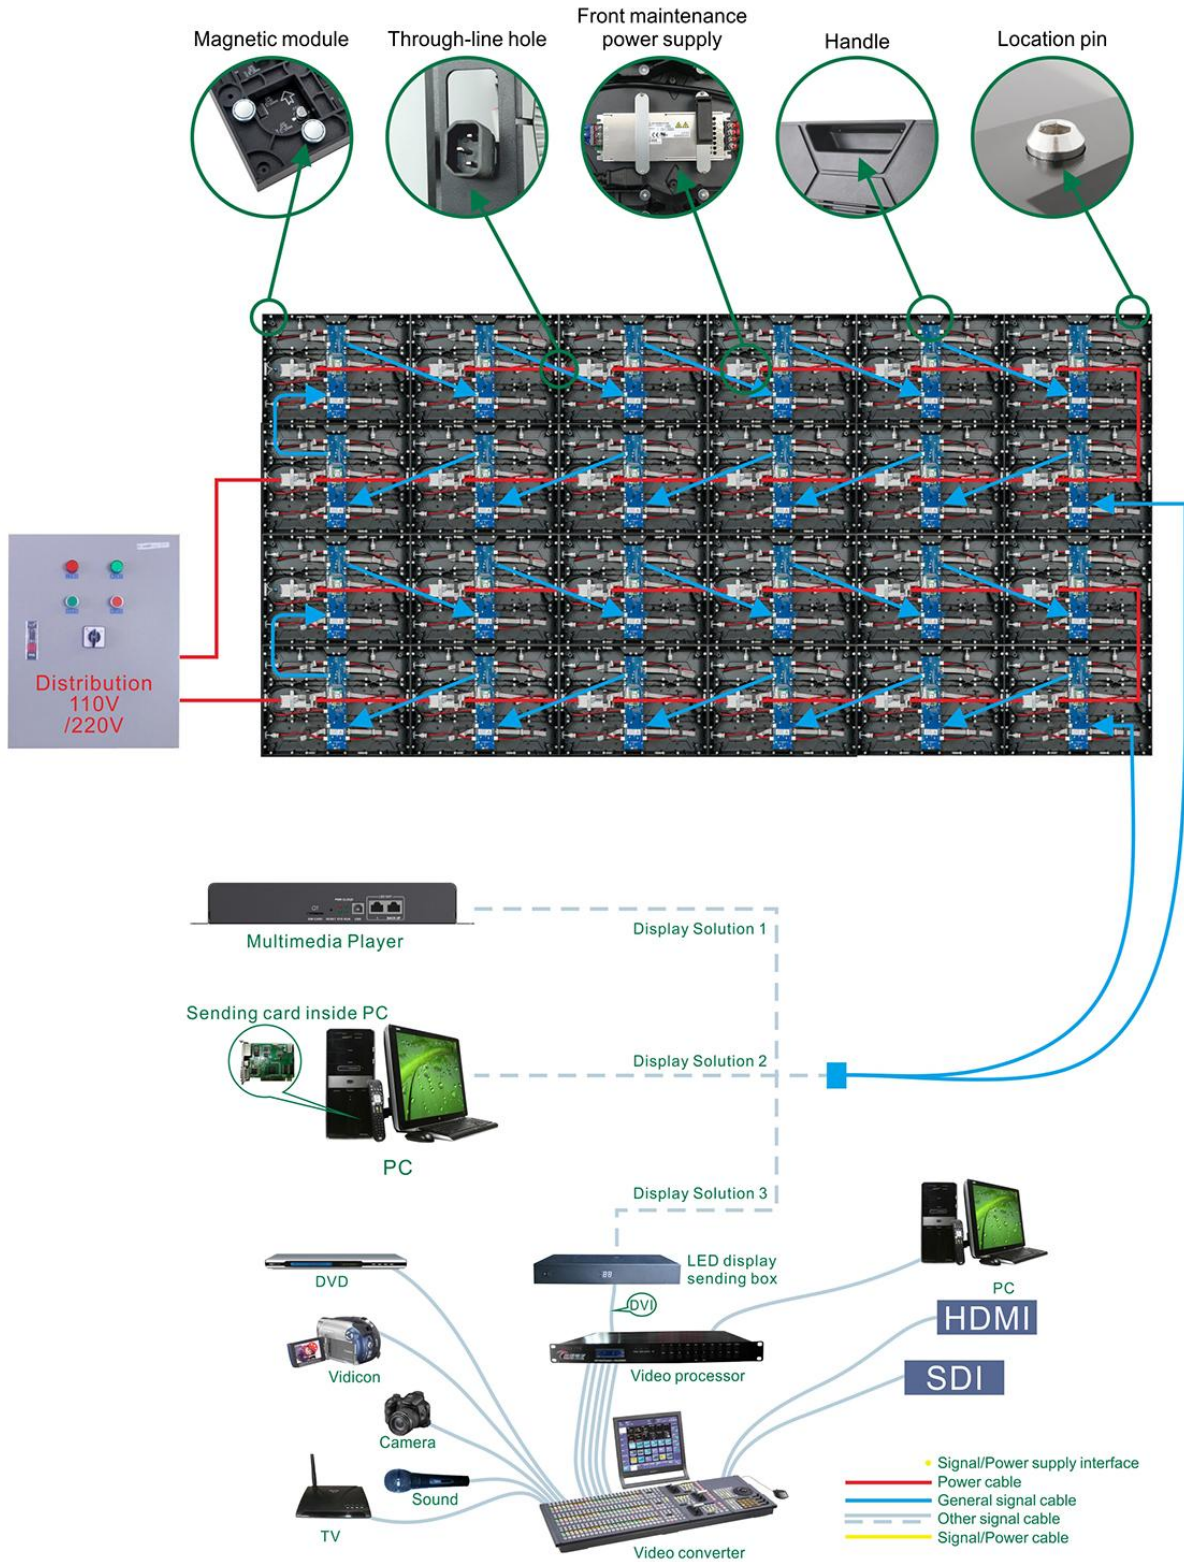 Front maintenance
power supply
Magnetic module
Through-line hole
Handle
Location pin
Distribution
110V
/220V
Multimedia Player
Display Solution 1
Sending card inside PC
Display Solution 2
PC
Display Solution 3
LED display
sending box
DVD
DVI
PC
HDMI
Vidicon
Video processor
SDI
Camera
Sound
TV
Video converter
Signal/Power supply interface
Power cable
General signal cable
Other signal cable
Signal/Power cable